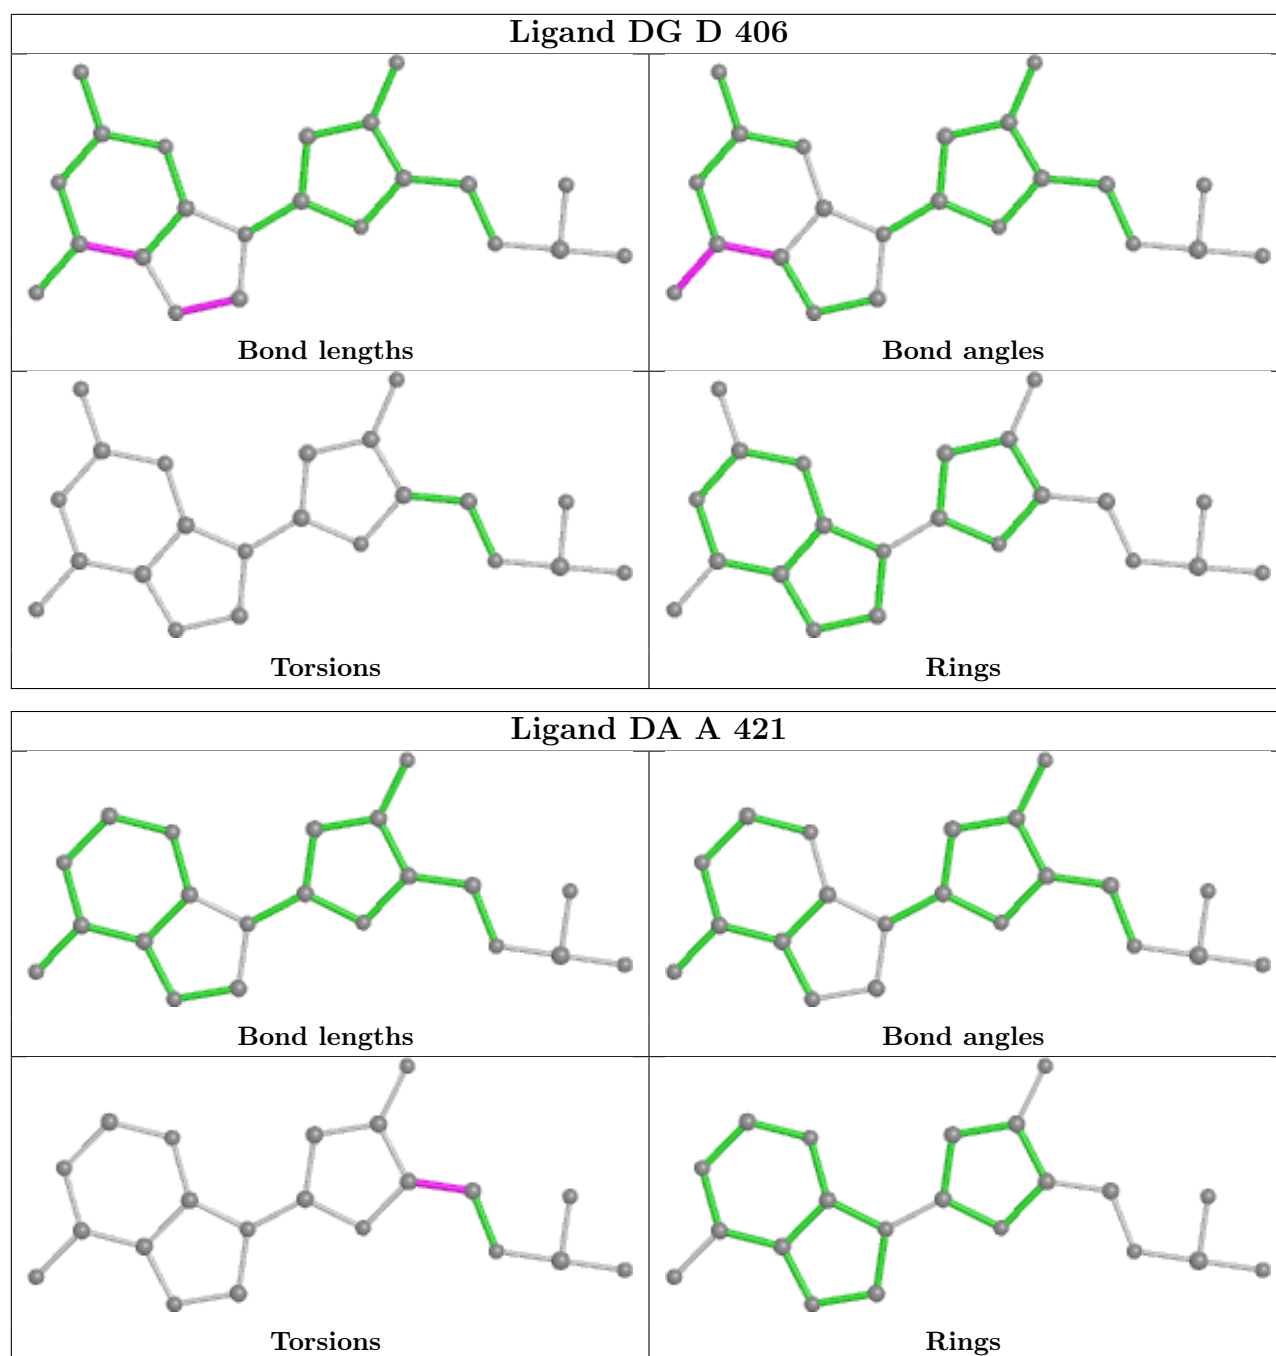 Ligand DG D 406
Bond lengths
Bond angles
Torsions
Rings
Ligand DA A 421
Bond lengths
Bond angles
Torsions
Rings